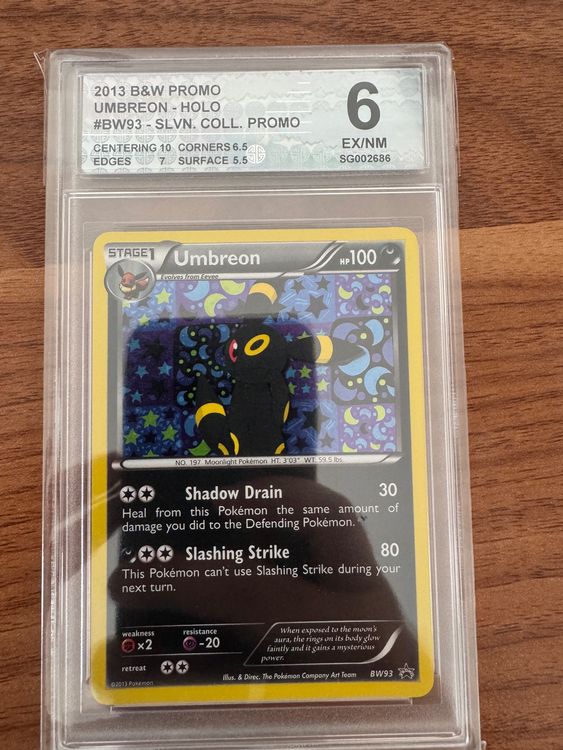 2013 B&W PROMO
UMBREON - HOLO
#BW93 - SLVN. COLL. PROMO
CENTERING 10 CORNERS 6.5
EDGES 7 SURFACE 5.5
6
EX/NM
SG002686
STAGE1 Umbreon HP100
Evolves from Eevee
NO. 197 Moonlight Pokémon HT: 3'03" WT: 59.5 lbs.
Shadow Drain 30
Heal from this Pokémon the same amount of
damage you did to the Defending Pokémon.
Slashing Strike 80
This Pokémon can't use Slashing Strike during your
next turn.
weakness
×2
resistance
-20
retreat
When exposed to the moon's
aura, the rings on its body glow
faintly and it gains a mysterious
power.
Illus. & Direc. The Pokémon Company Art Team
BW93
©2013 Pokémon